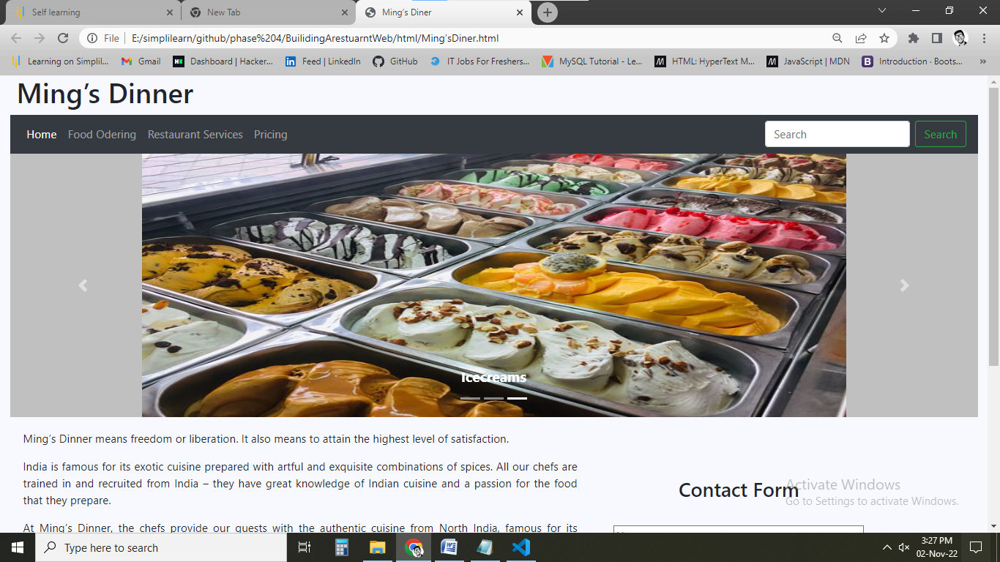 Self learning
New Tab
Ming's Diner
File | E:/simplilearn/github/phase%204/BuilidingArestuarntWeb/html/Ming'sDiner.html
Learning on Simplil... Gmail Dashboard | Hacker... Feed | LinkedIn GitHub IT Jobs For Freshers... MySQL Tutorial - Le... HTML: HyperText M... JavaScript | MDN Introduction · Boots... »
Ming's Dinner
Home Food Odering Restaurant Services Pricing Search Search
Icecreams
Ming's Dinner means freedom or liberation. It also means to attain the highest level of satisfaction.
India is famous for its exotic cuisine prepared with artful and exquisite combinations of spices. All our chefs are
trained in and recruited from India – they have great knowledge of Indian cuisine and a passion for the food
that they prepare.
At Ming's Dinner, the chefs provide our guests with the authentic cuisine from North India, famous for its
Contact Form
Activate Windows
Go to Settings to activate Windows.
Type here to search
3:27 PM
02-Nov-22